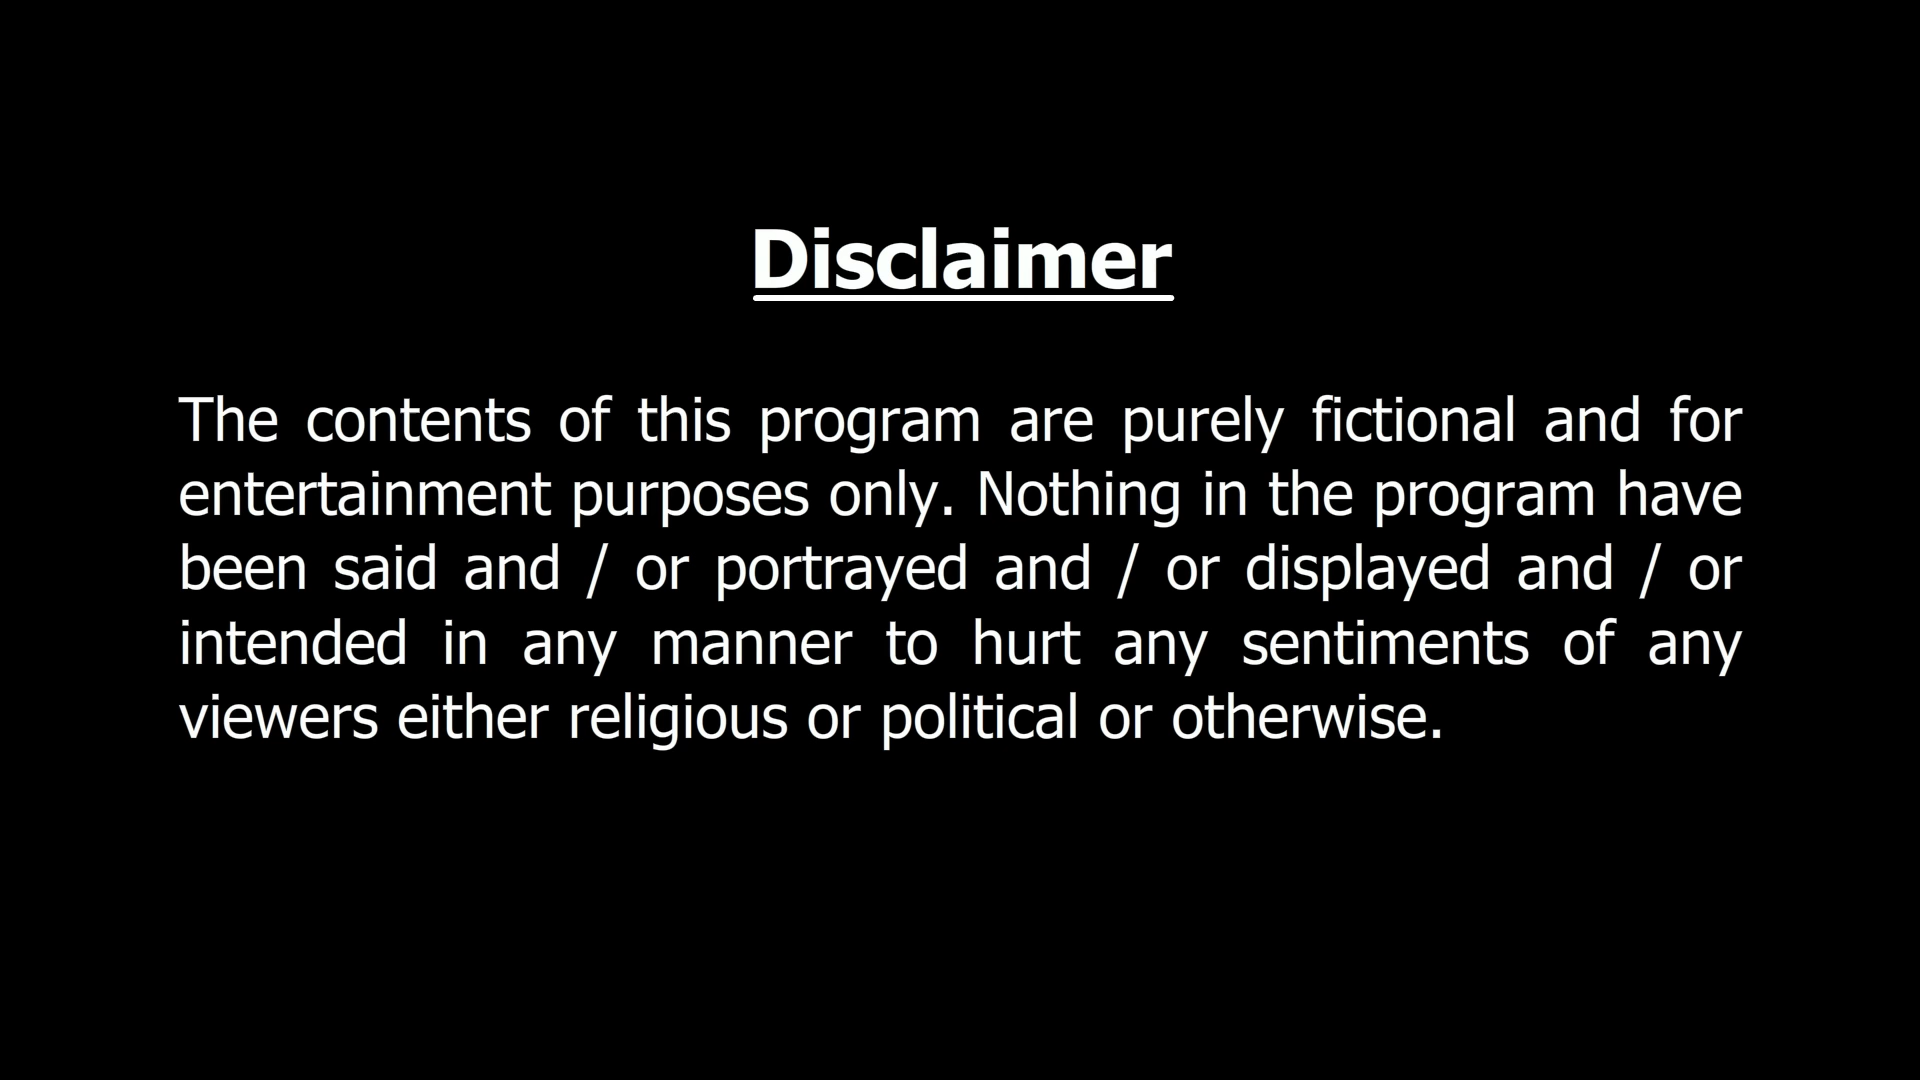 Disclaimer
The contents of this program are purely fictional and for
entertainment purposes only. Nothing in the program have
been said and / or portrayed and / or displayed and / or
intended in any manner to hurt any sentiments of any
viewers either religious or political or otherwise.